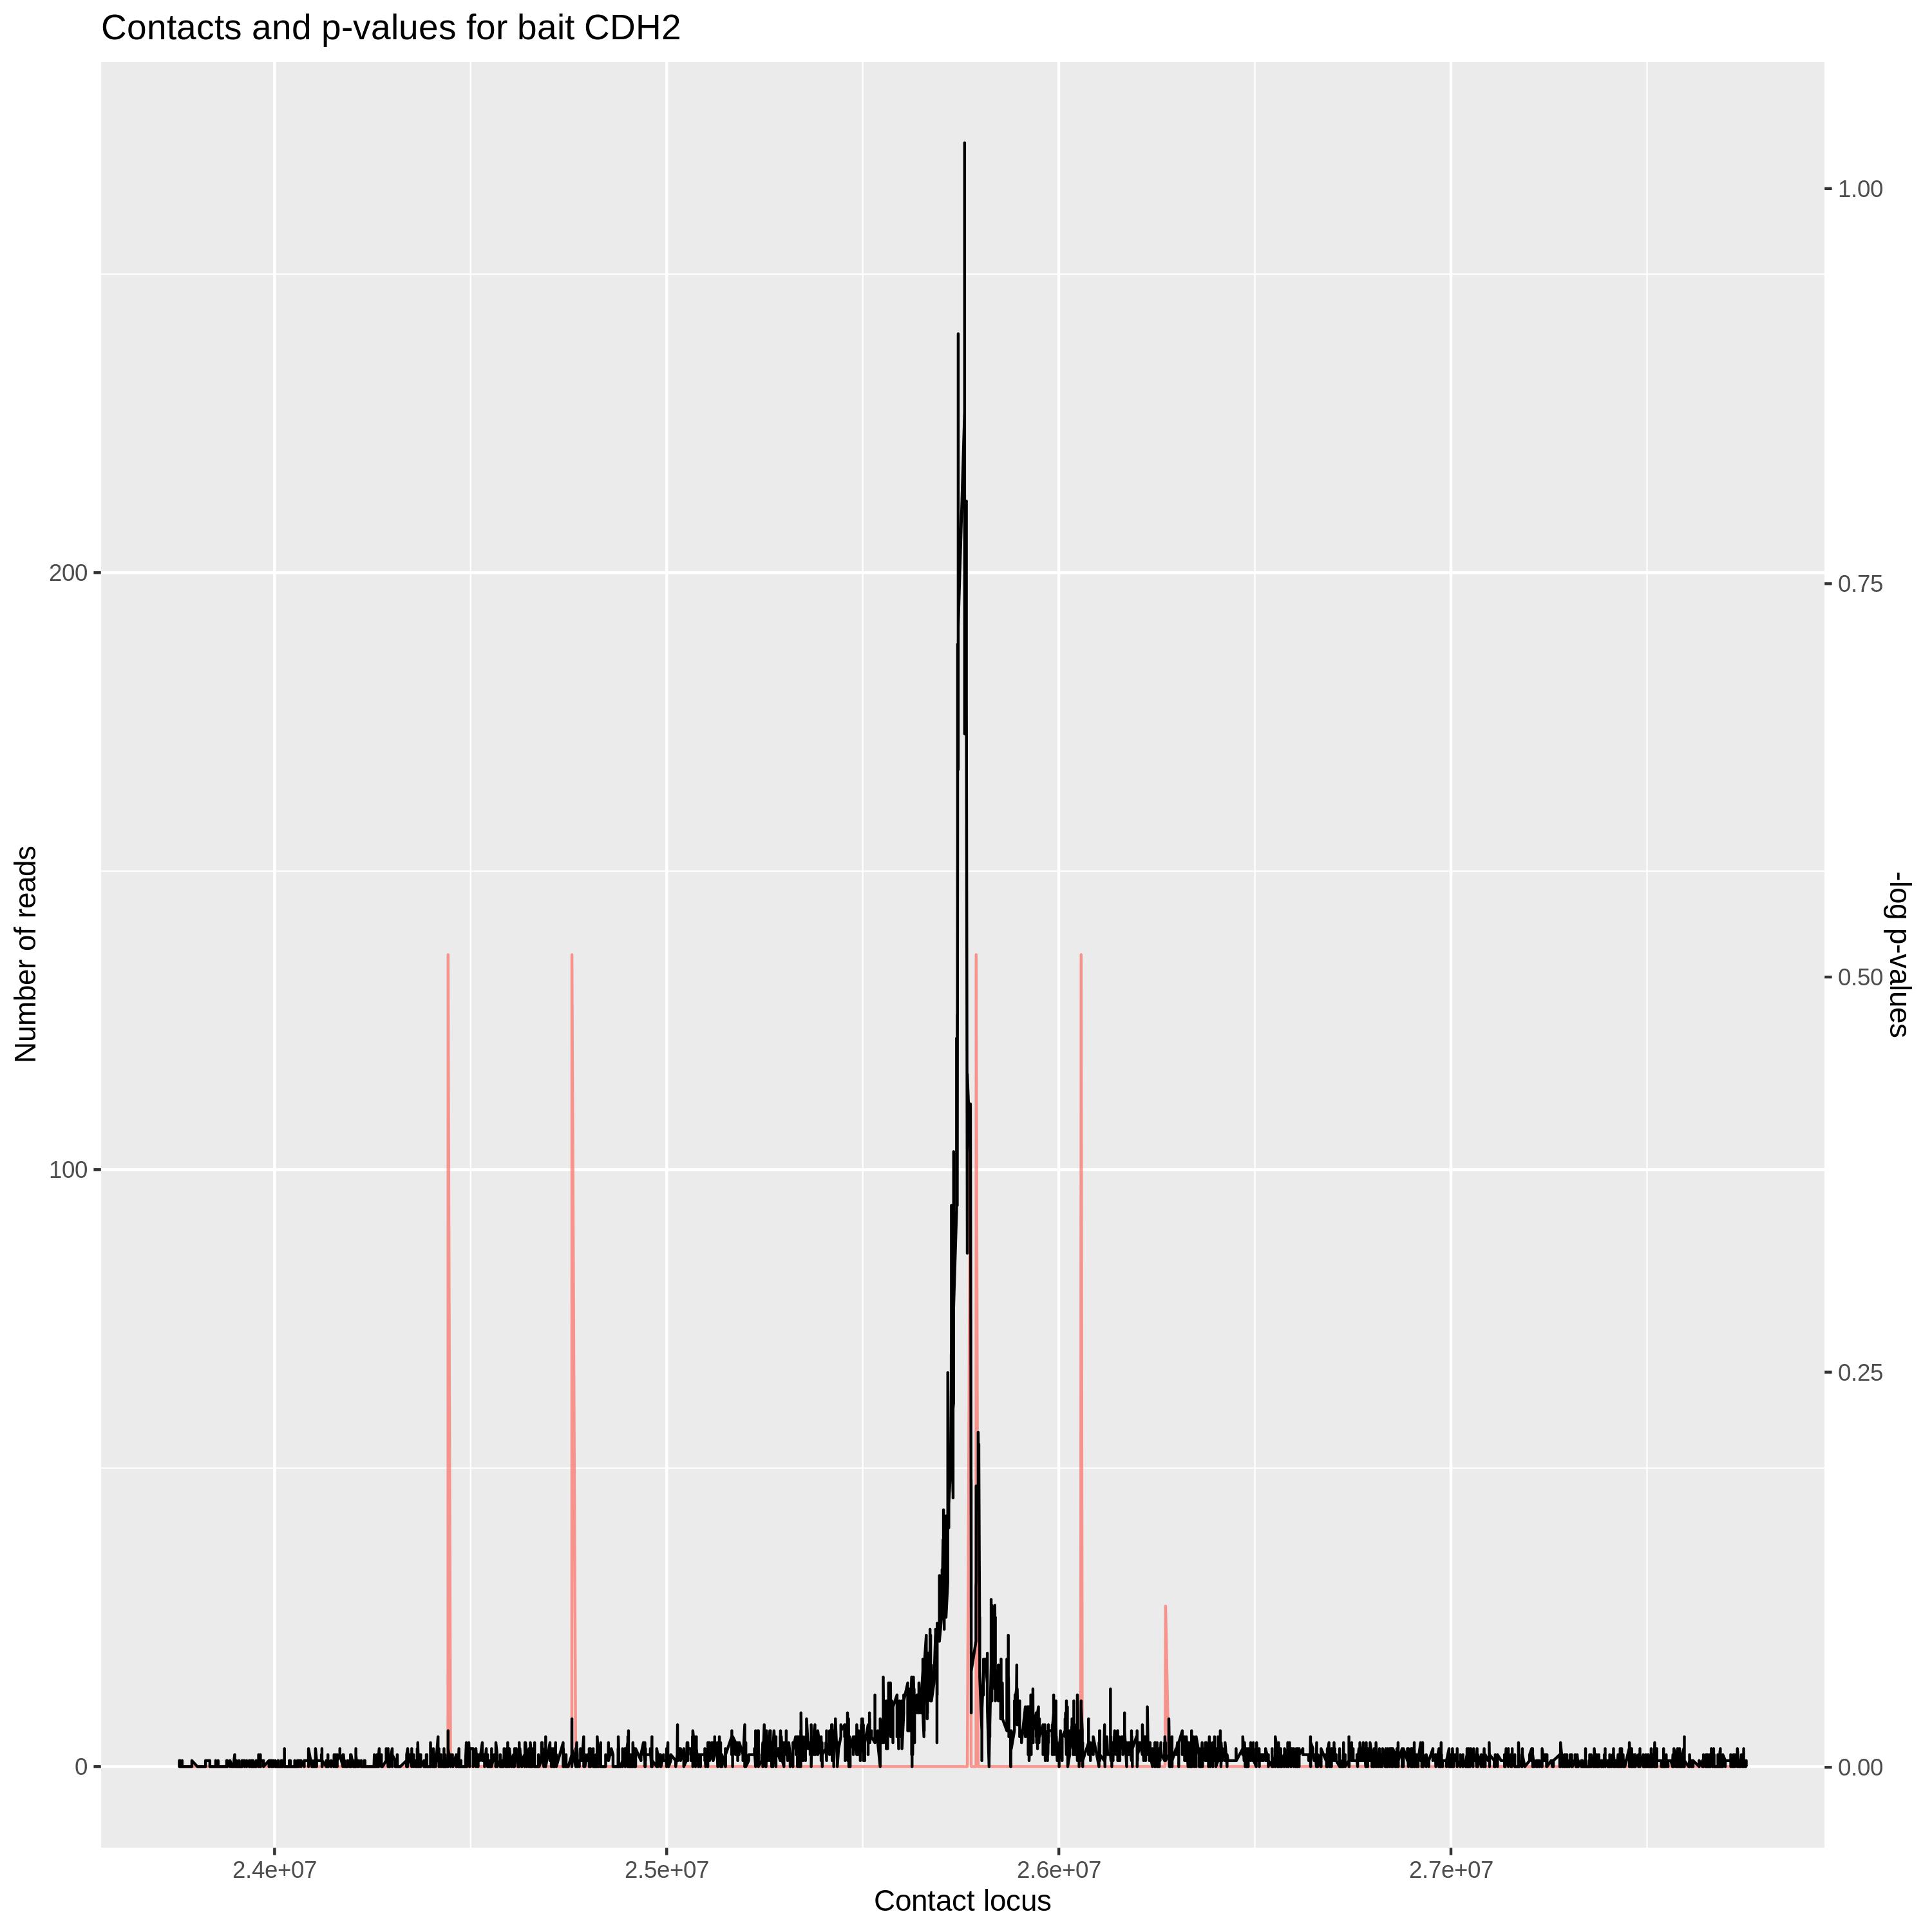 Contacts and p-values for bait CDH2
Number of reads
200
100
0
1.00
0.75
0.50
0.25
0.00
-log p-values
2.4e+07
2.5e+07
2.6e+07
2.7e+07
Contact locus